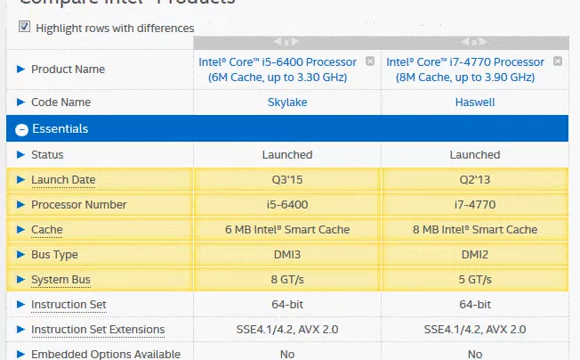 Compare Intel® Products
Highlight rows with differences
Product Name
Intel® Core™ i5-6400 Processor
(6M Cache, up to 3.30 GHz)
Intel® Core™ i7-4770 Processor
(8M Cache, up to 3.90 GHz)
Code Name Skylake Haswell
Essentials
Status Launched Launched
Launch Date Q3'15 Q2'13
Processor Number i5-6400 i7-4770
Cache 6 MB Intel® Smart Cache 8 MB Intel® Smart Cache
Bus Type DMI3 DMI2
System Bus 8 GT/s 5 GT/s
Instruction Set 64-bit 64-bit
Instruction Set Extensions SSE4.1/4.2, AVX 2.0 SSE4.1/4.2, AVX 2.0
Embedded Options Available No No